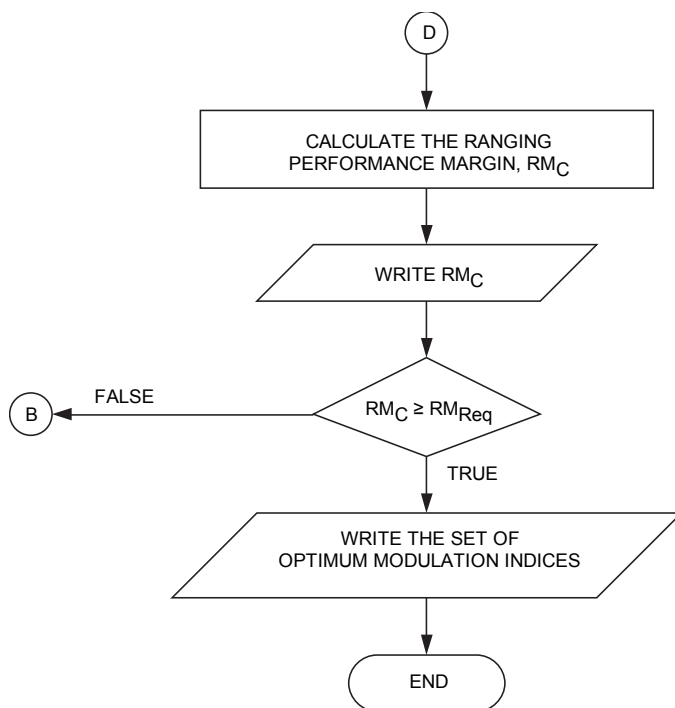 D
CALCULATE THE RANGING
PERFORMANCE MARGIN, RMC
WRITE RMC
FALSE
B
RMC ≥ RMReq
TRUE
WRITE THE SET OF
OPTIMUM MODULATION INDICES
END